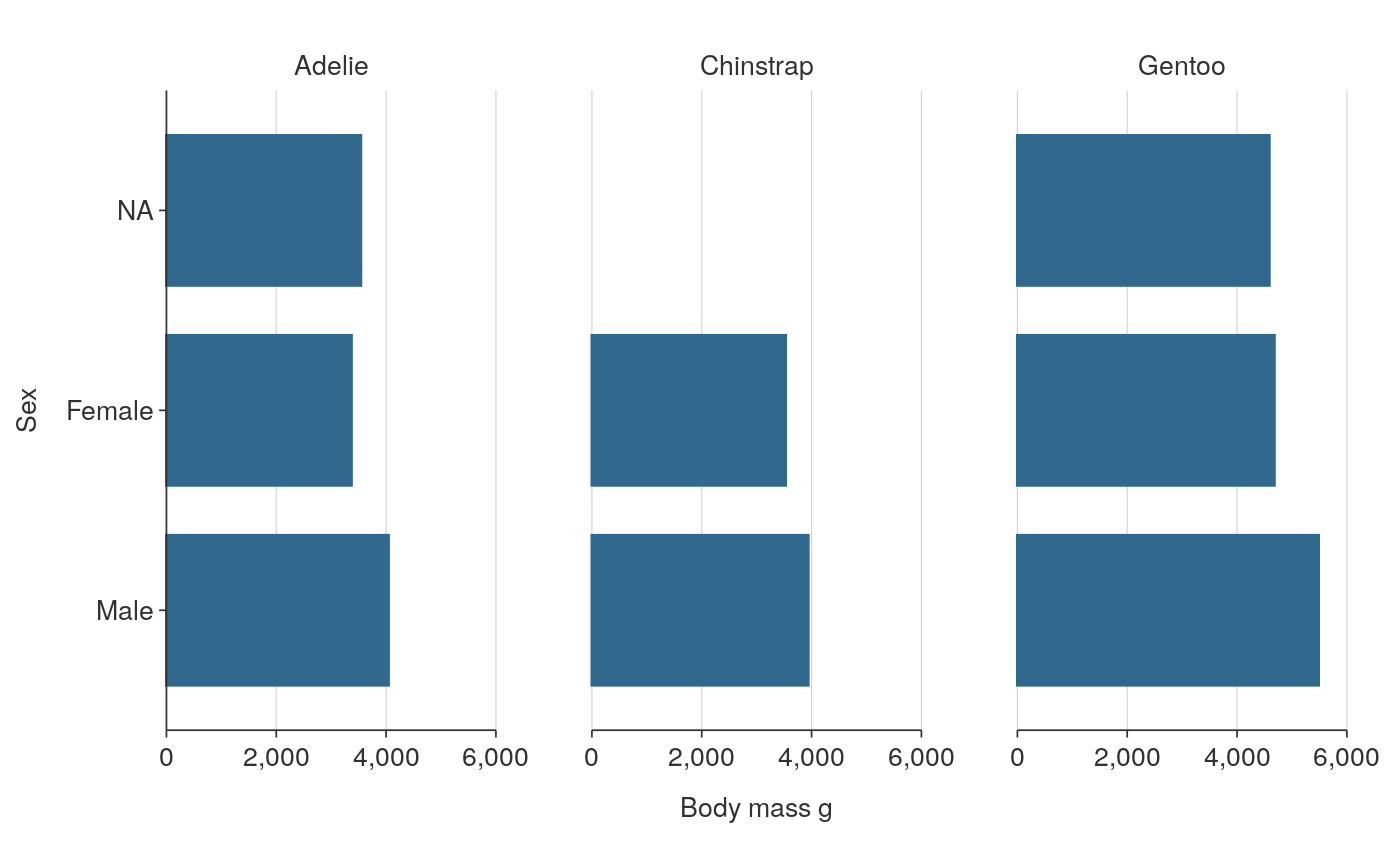 Adelie Chinstrap Gentoo
NA
Female
Male
Sex
0 2,000 4,000 6,000 0 2,000 4,000 6,000 0 2,000 4,000 6,000
Body mass g